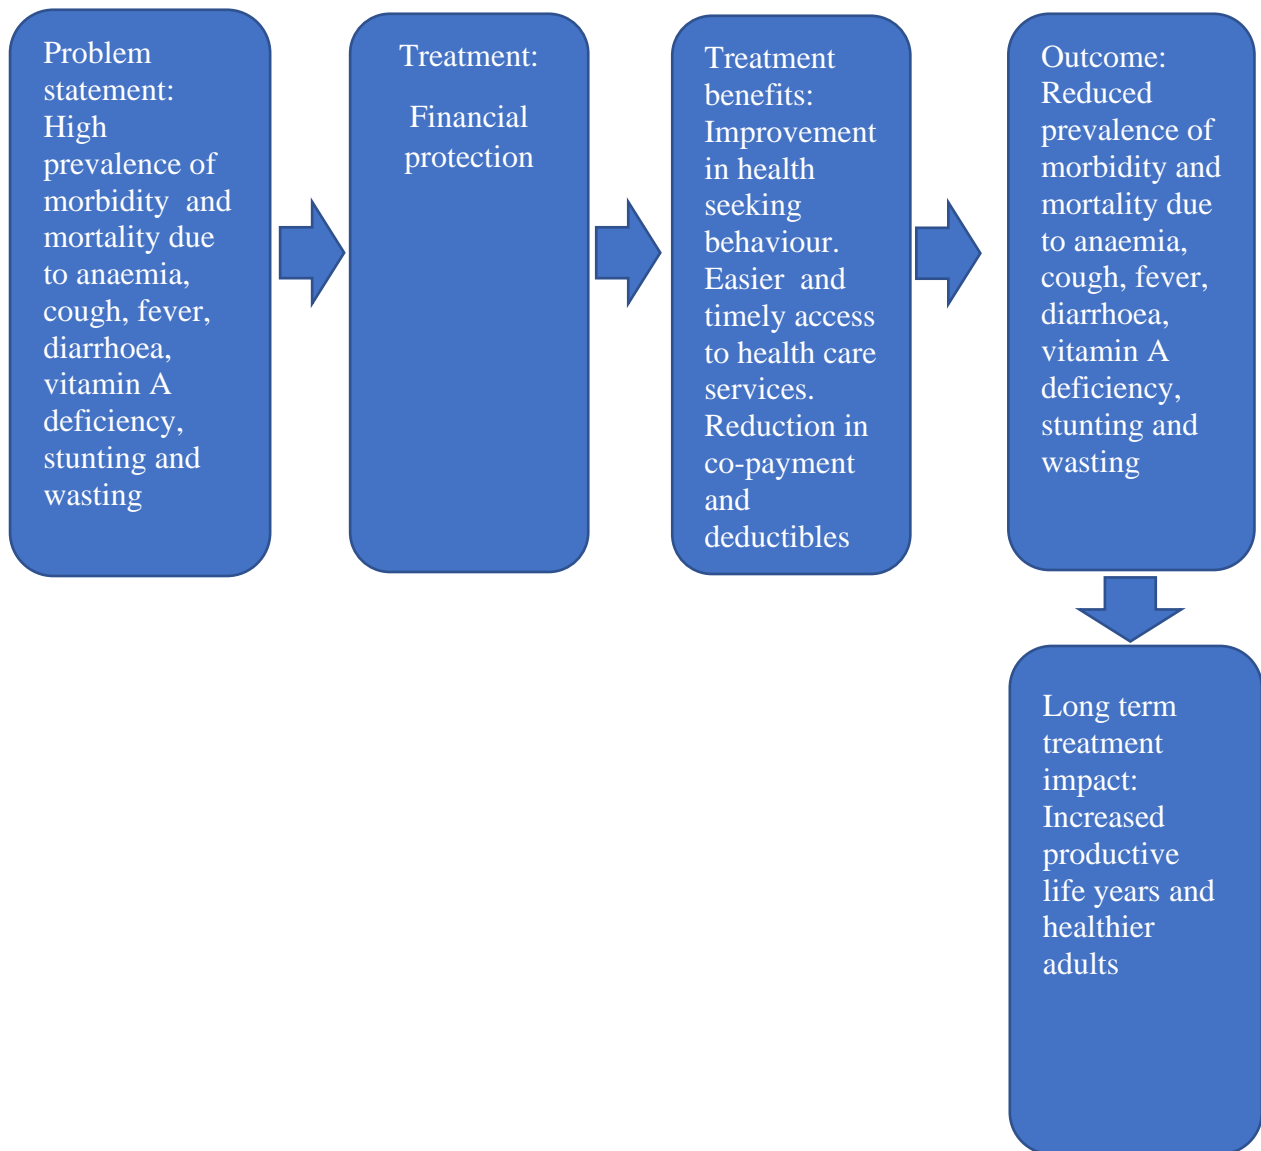 Problem
statement:
High
prevalence of
morbidity and
mortality due
to anaemia,
cough, fever,
diarrhoea,
vitamin A
deficiency,
stunting and
wasting
Treatment:
Financial
protection
Treatment
benefits:
Improvement
in health
seeking
behaviour.
Easier and
timely access
to health care
services.
Reduction in
co-payment
and
deductibles
Outcome:
Reduced
prevalence of
morbidity and
mortality due
to anaemia,
cough, fever,
diarrhoea,
vitamin A
deficiency,
stunting and
wasting
Long term
treatment
impact:
Increased
productive
life years and
healthier
adults